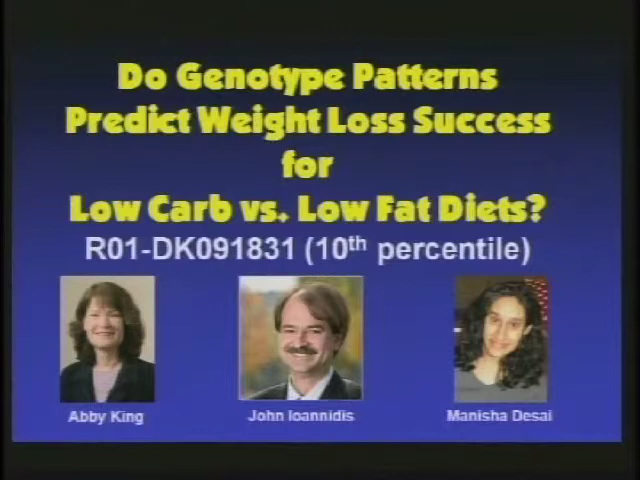 Do Genotype Patterns
Predict Weight Loss Success
for
Low Carb vs. Low Fat Diets?
R01-DK091831 (10th percentile)
Abby King
John Ioannidis
Manisha Desai